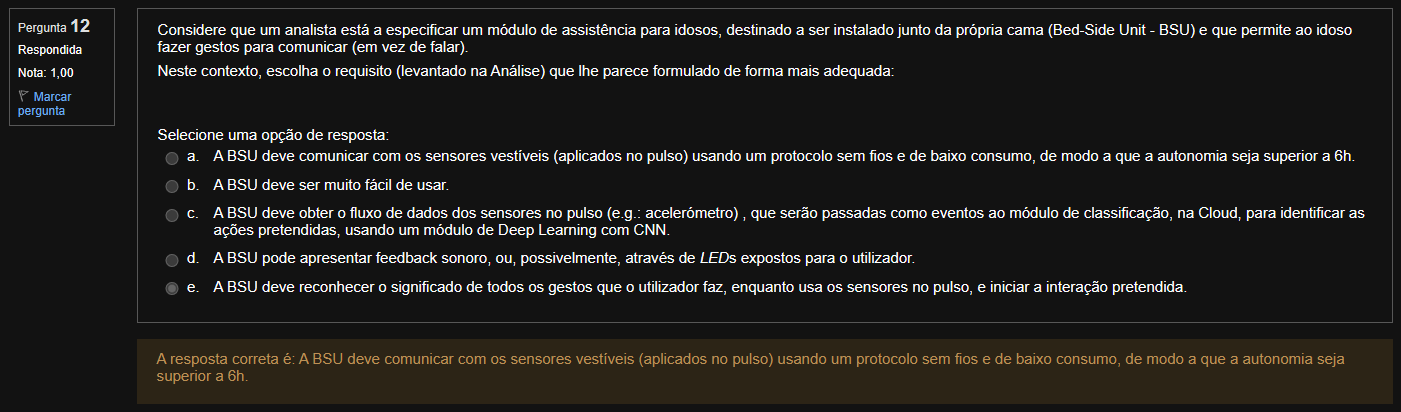 Pergunta 12
Respondida
Nota: 1,00
Marcar
pergunta
Considere que um analista está a especificar um módulo de assistência para idosos, destinado a ser instalado junto da própria cama (Bed-Side Unit - BSU) e que permite ao idoso
fazer gestos para comunicar (em vez de falar).
Neste contexto, escolha o requisito (levantado na Análise) que lhe parece formulado de forma mais adequada:
Selecione uma opção de resposta:
a. A BSU deve comunicar com os sensores vestíveis (aplicados no pulso) usando um protocolo sem fios e de baixo consumo, de modo a que a autonomia seja superior a 6h.
b. A BSU deve ser muito fácil de usar.
c. A BSU deve obter o fluxo de dados dos sensores no pulso (e.g.: acelerómetro) , que serão passadas como eventos ao módulo de classificação, na Cloud, para identificar as
ações pretendidas, usando um módulo de Deep Learning com CNN.
d. A BSU pode apresentar feedback sonoro, ou, possivelmente, através de LEDs expostos para o utilizador.
e. A BSU deve reconhecer o significado de todos os gestos que o utilizador faz, enquanto usa os sensores no pulso, e iniciar a interação pretendida.
A resposta correta é: A BSU deve comunicar com os sensores vestíveis (aplicados no pulso) usando um protocolo sem fios e de baixo consumo, de modo a que a autonomia seja
superior a 6h.